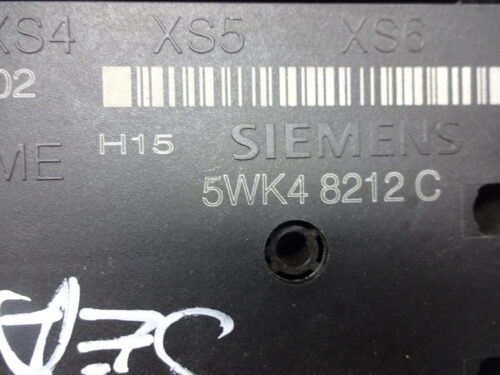 XS4 XS5 XS6
02
H15 SIEMENS
ME
5WK4 8212 C